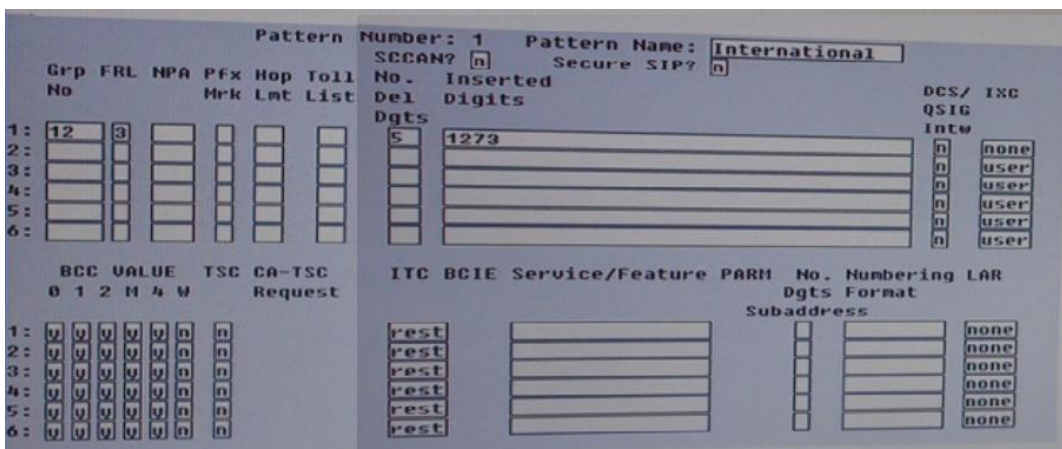 Pattern Number: 1 Pattern Name: International
SCCAN? n Secure SIP? n
Grp FRL NPA Pfx Hop Toll No. Inserted
No Mrk Lmt List Del Digits DCS/ IXC
Dgts QSIG
Intw
1: 12 3 5 1273 n none
2: n user
3: n user
4: n user
5: n user
6: n user
BCC VALUE TSC CA-TSC ITC BCIE Service/Feature PARM No. Numbering LAR
0 1 2 M 4 W Request Dgts Format
Subaddress
1: y y y y y n n rest none
2: y y y y y n n rest none
3: y y y y y n n rest none
4: y y y y y n n rest none
5: y y y y y n n rest none
6: y y y y y n n rest none